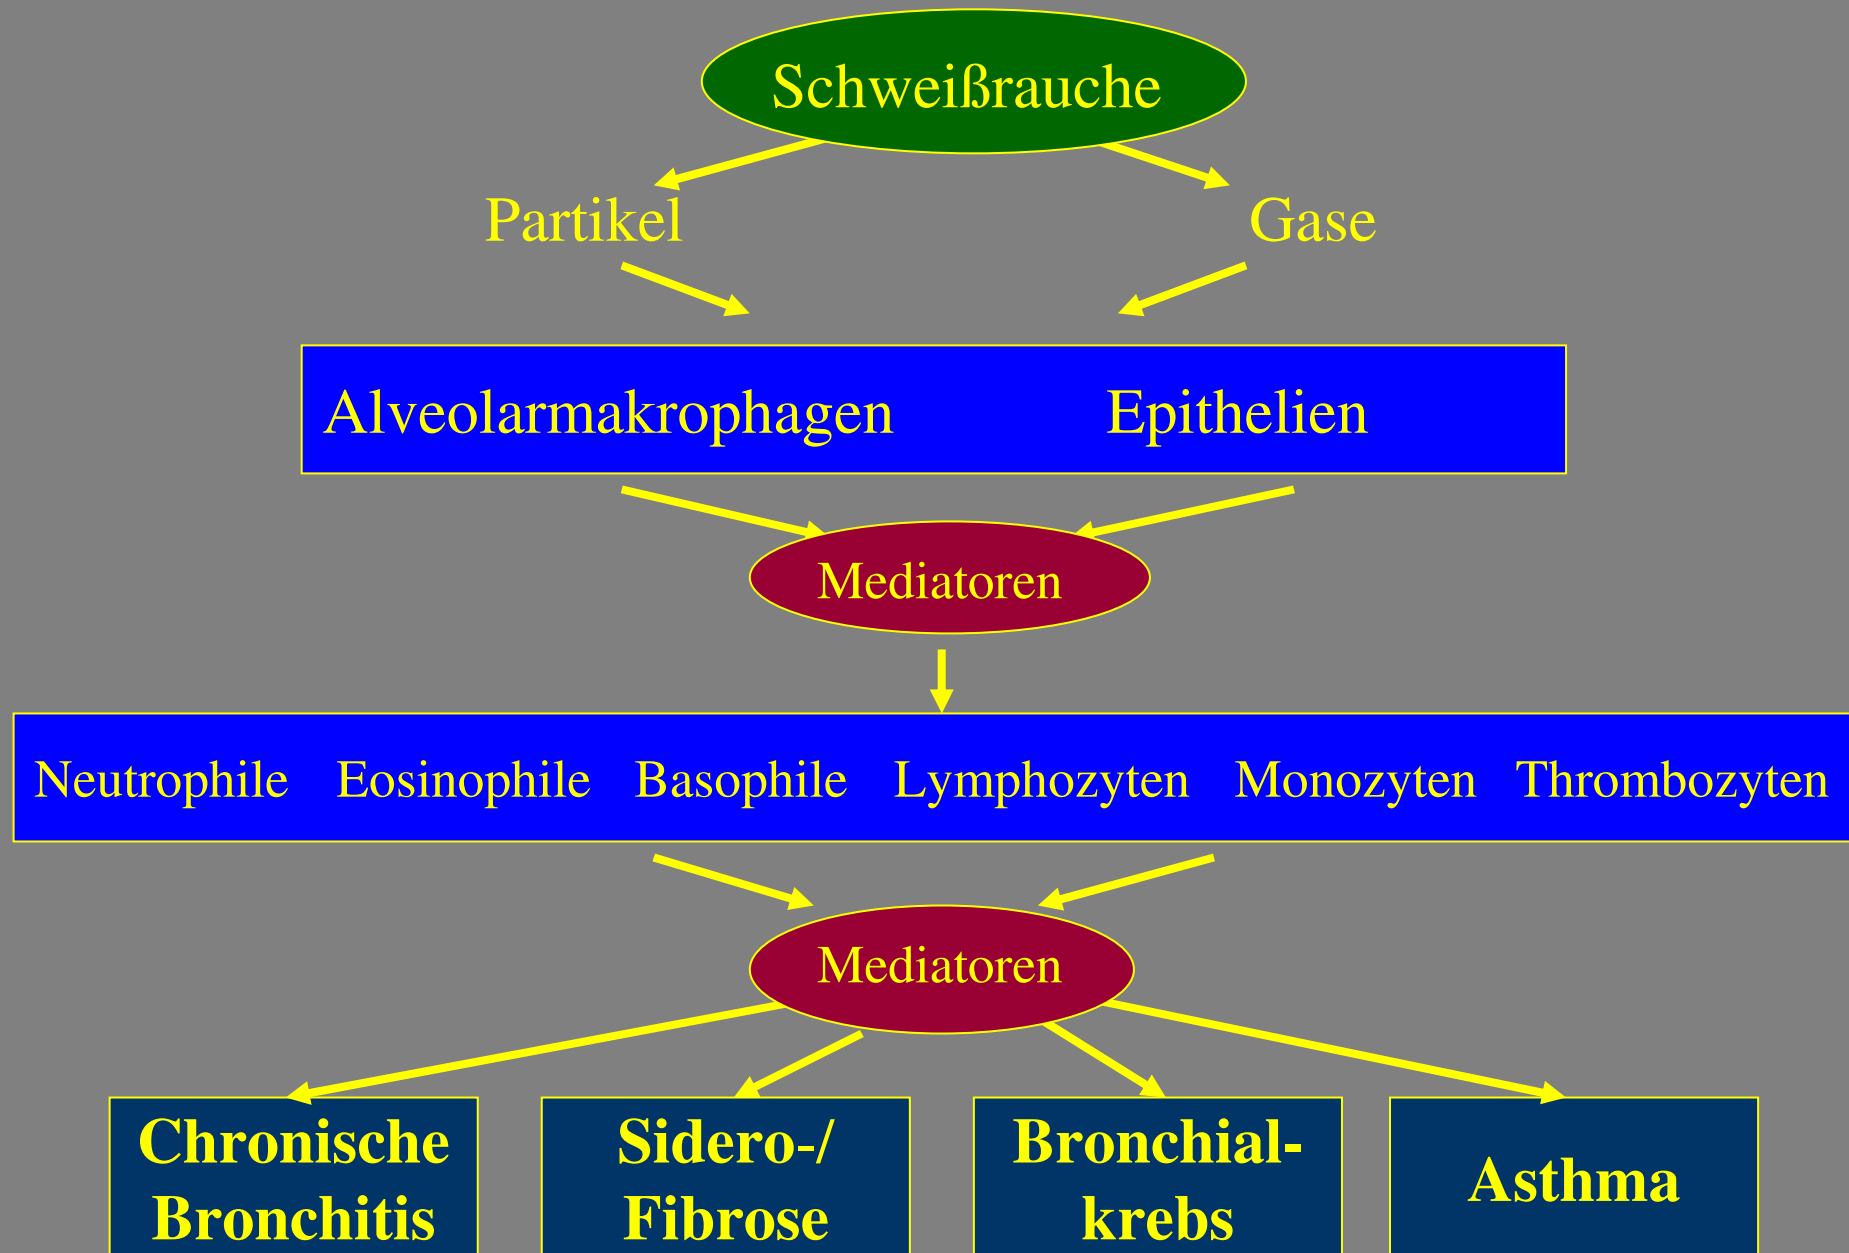 Schweißrauche
Partikel Gase
Alveolarmakrophagen Epithelien
Mediatoren
Neutrophile Eosinophile Basophile Lymphozyten Monozyten Thrombozyten
Mediatoren
Chronische
Bronchitis
Sidero-/
Fibrose
Bronchial-
krebs
Asthma